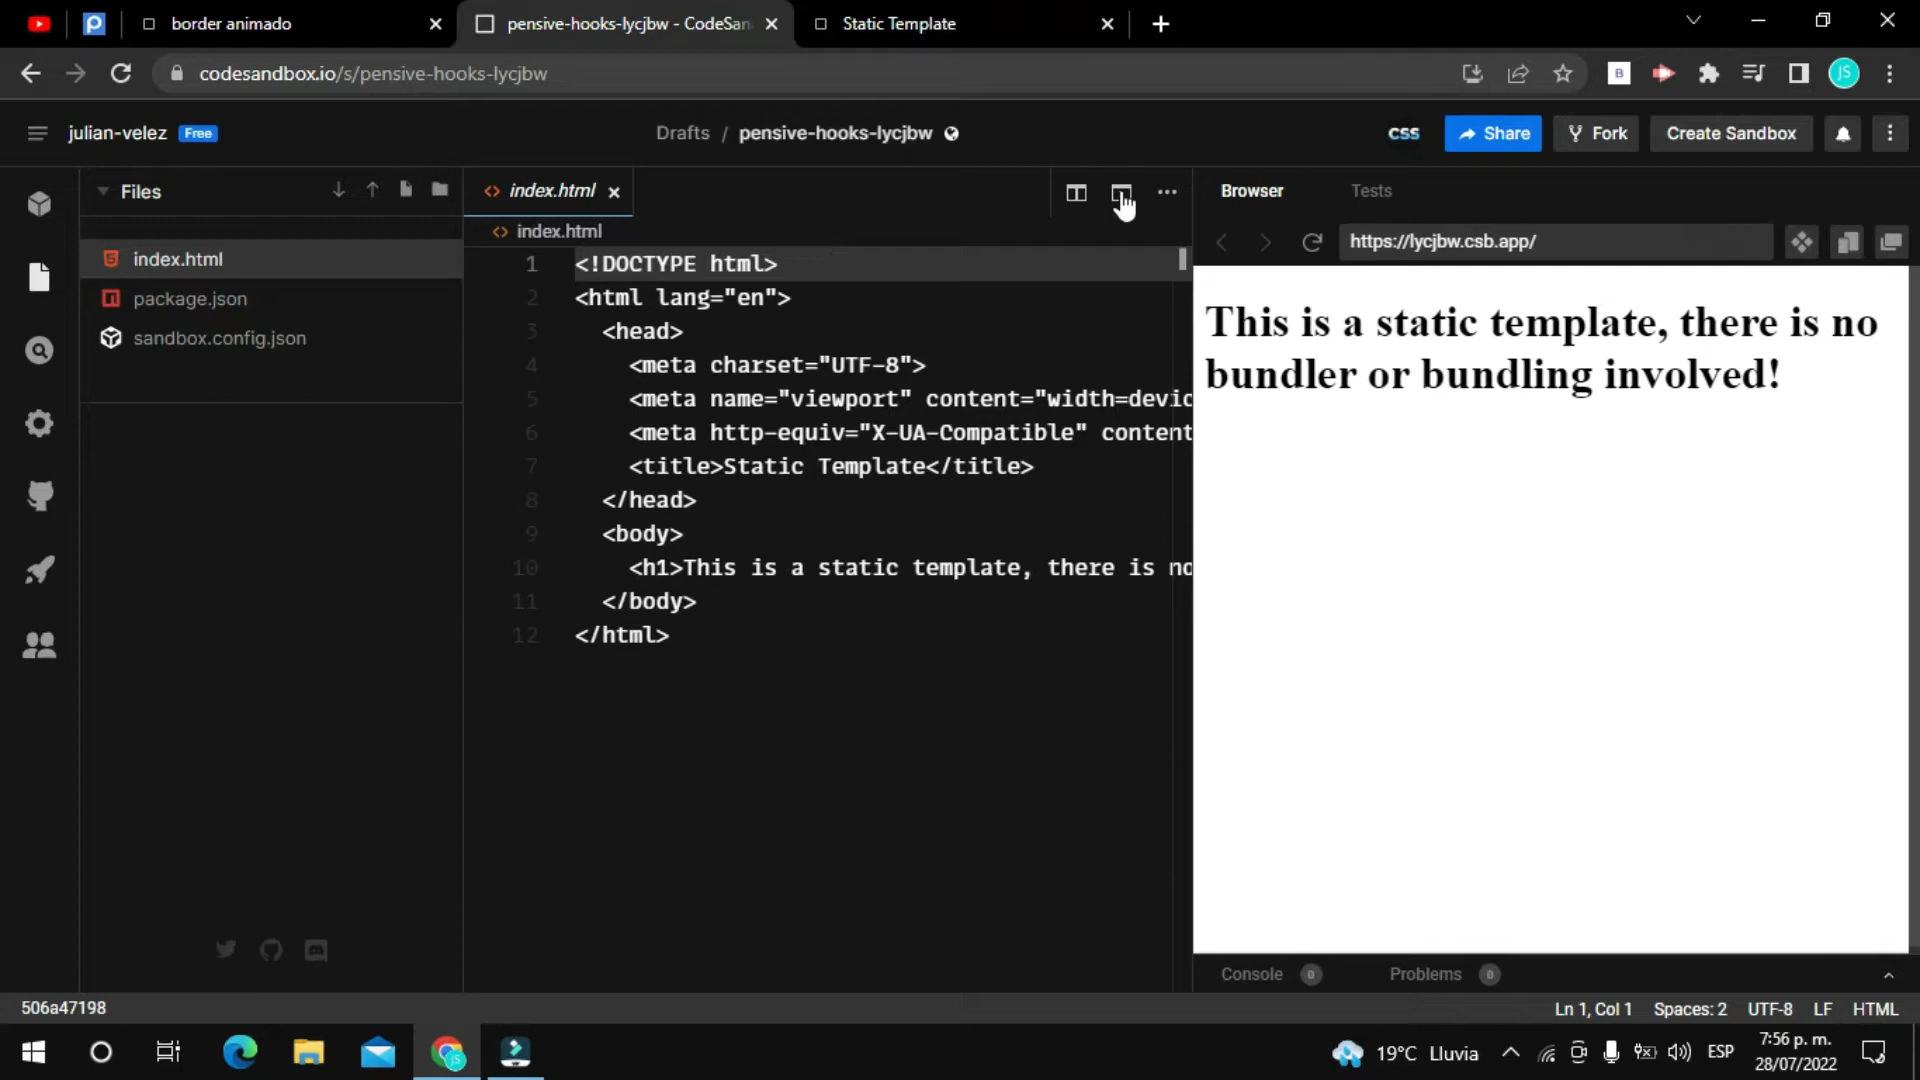 border animado
pensive-hooks-lycjbw - CodeSan
Static Template
codesandbox.io/s/pensive-hooks-lycjbw
B
JS
julian-velez Free
Drafts / pensive-hooks-lycjbw
CSS
Share
Fork
Create Sandbox
Files
index.html
package.json
sandbox.config.json
index.html
index.html
1 <!DOCTYPE html>
2 <html lang="en">
3 <head>
4 <meta charset="UTF-8">
5 <meta name="viewport" content="width=devic
6 <meta http-equiv="X-UA-Compatible" content
7 <title>Static Template</title>
8 </head>
9 <body>
10 <h1>This is a static template, there is no
11 </body>
12 </html>
Browser
Tests
https://lycjbw.csb.app/
This is a static template, there is no
bundler or bundling involved!
Console 0
Problems 0
506a47198
Ln 1, Col 1 Spaces: 2 UTF-8 LF HTML
JS
19°C Lluvia
ESP
7:56 p. m.
28/07/2022